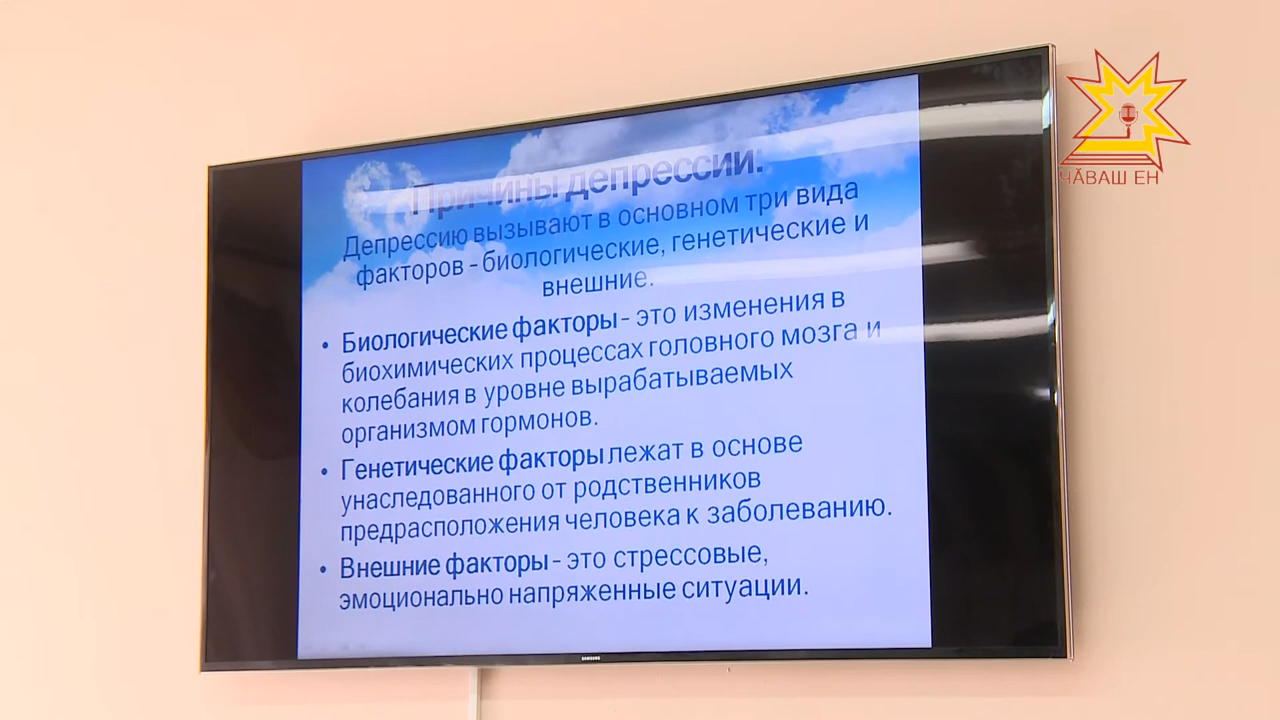 Причины депрессии:
Депрессию вызывают в основном три вида
факторов - биологические, генетические и
внешние.
• Биологические факторы - это изменения в
биохимических процессах головного мозга и
колебания в уровне вырабатываемых
организмом гормонов.
• Генетические факторы лежат в основе
унаследованного от родственников
предрасположения человека к заболеванию.
• Внешние факторы - это стрессовые,
эмоционально напряженные ситуации.
SAMSUNG
ЧӐВАШ ЕН